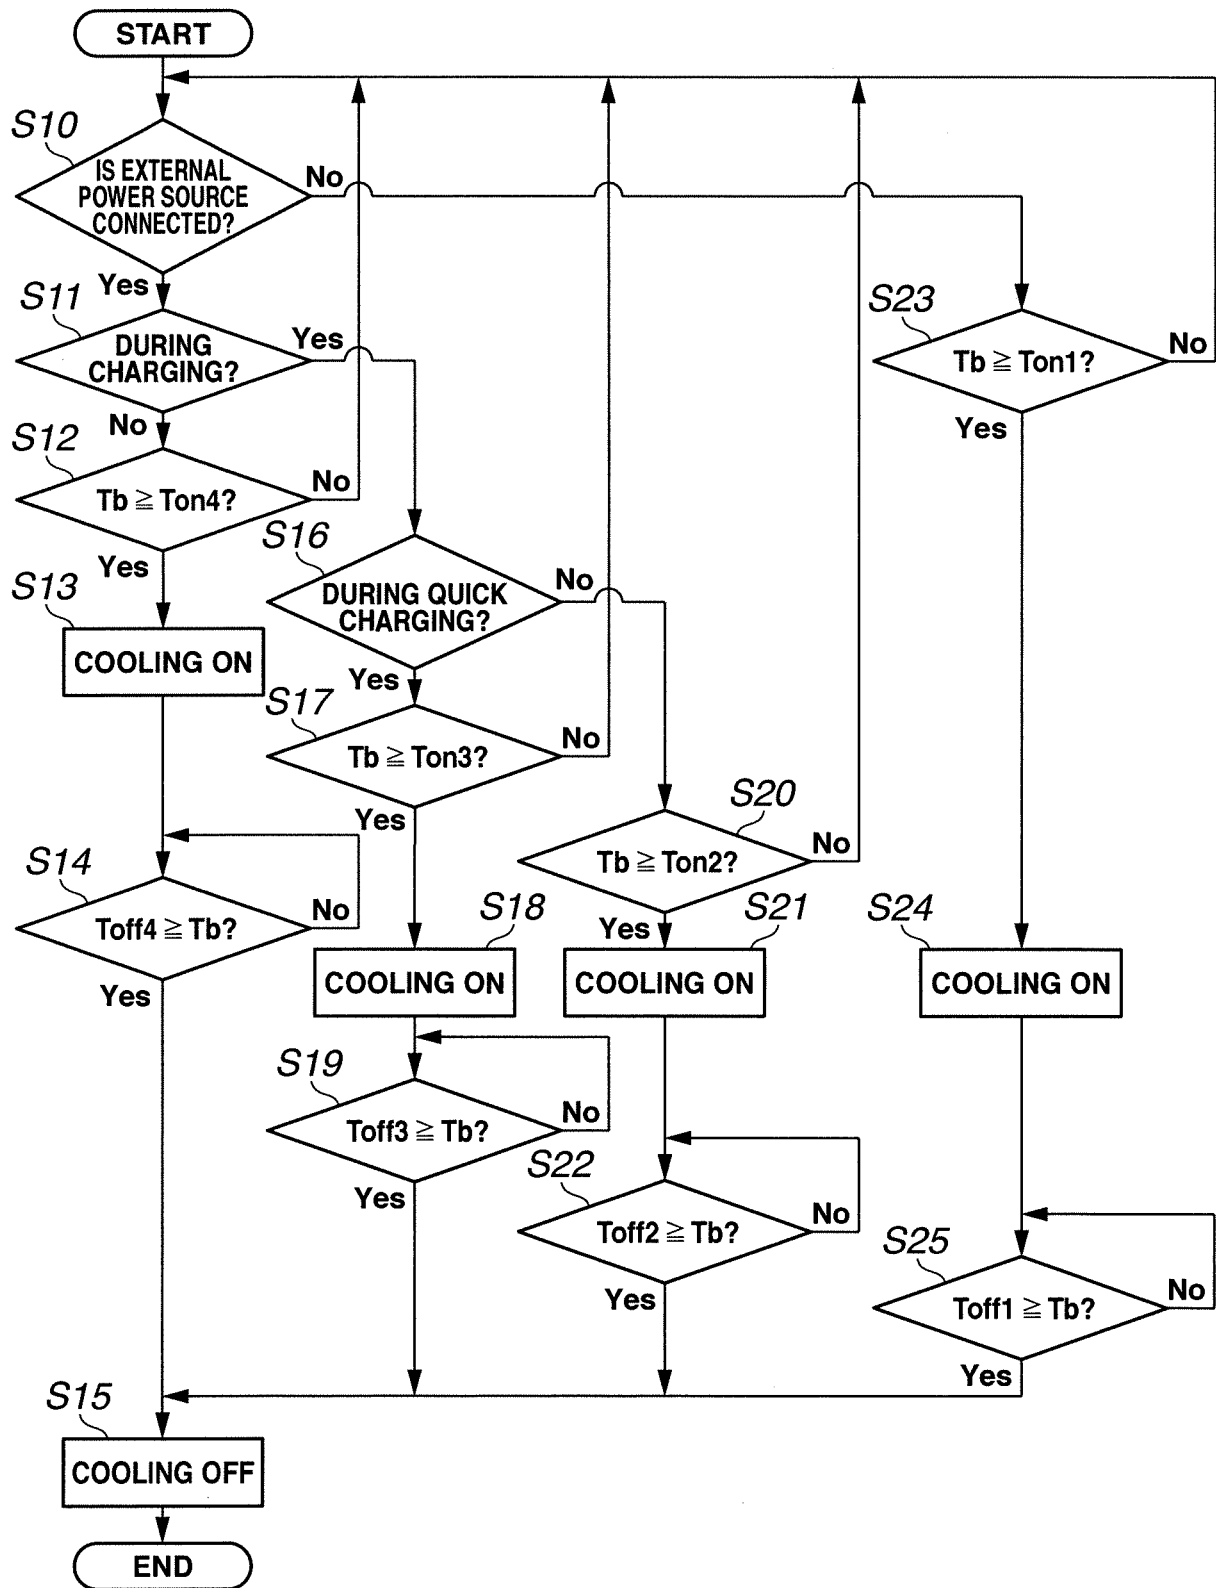 START
S10
IS EXTERNAL
POWER SOURCE
CONNECTED?
No
Yes
S11
DURING
CHARGING?
Yes
No
S23
Tb ≧ Ton1?
No
Yes
S12
Tb ≧ Ton4?
No
Yes
S16
DURING QUICK
CHARGING?
No
Yes
S13
COOLING ON
S17
Tb ≧ Ton3?
No
Yes
S20
Tb ≧ Ton2?
No
Yes
S14
Toff4 ≧ Tb?
No
Yes
S18
COOLING ON
S21
COOLING ON
S24
COOLING ON
S19
Toff3 ≧ Tb?
No
Yes
S22
Toff2 ≧ Tb?
No
Yes
S25
Toff1 ≧ Tb?
No
Yes
S15
COOLING OFF
END